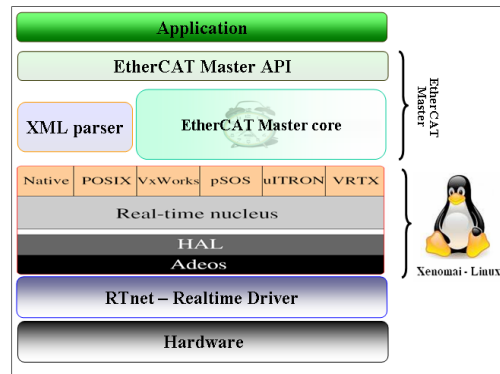 Application
EtherCAT Master API
XML parser
EtherCAT Master core
EtherCAT
Master
Native POSIX VxWorks pSOS uITRON VRTX
Real-time nucleus
HAL
Adeos
Xenomai - Linux
RTnet – Realtime Driver
Hardware